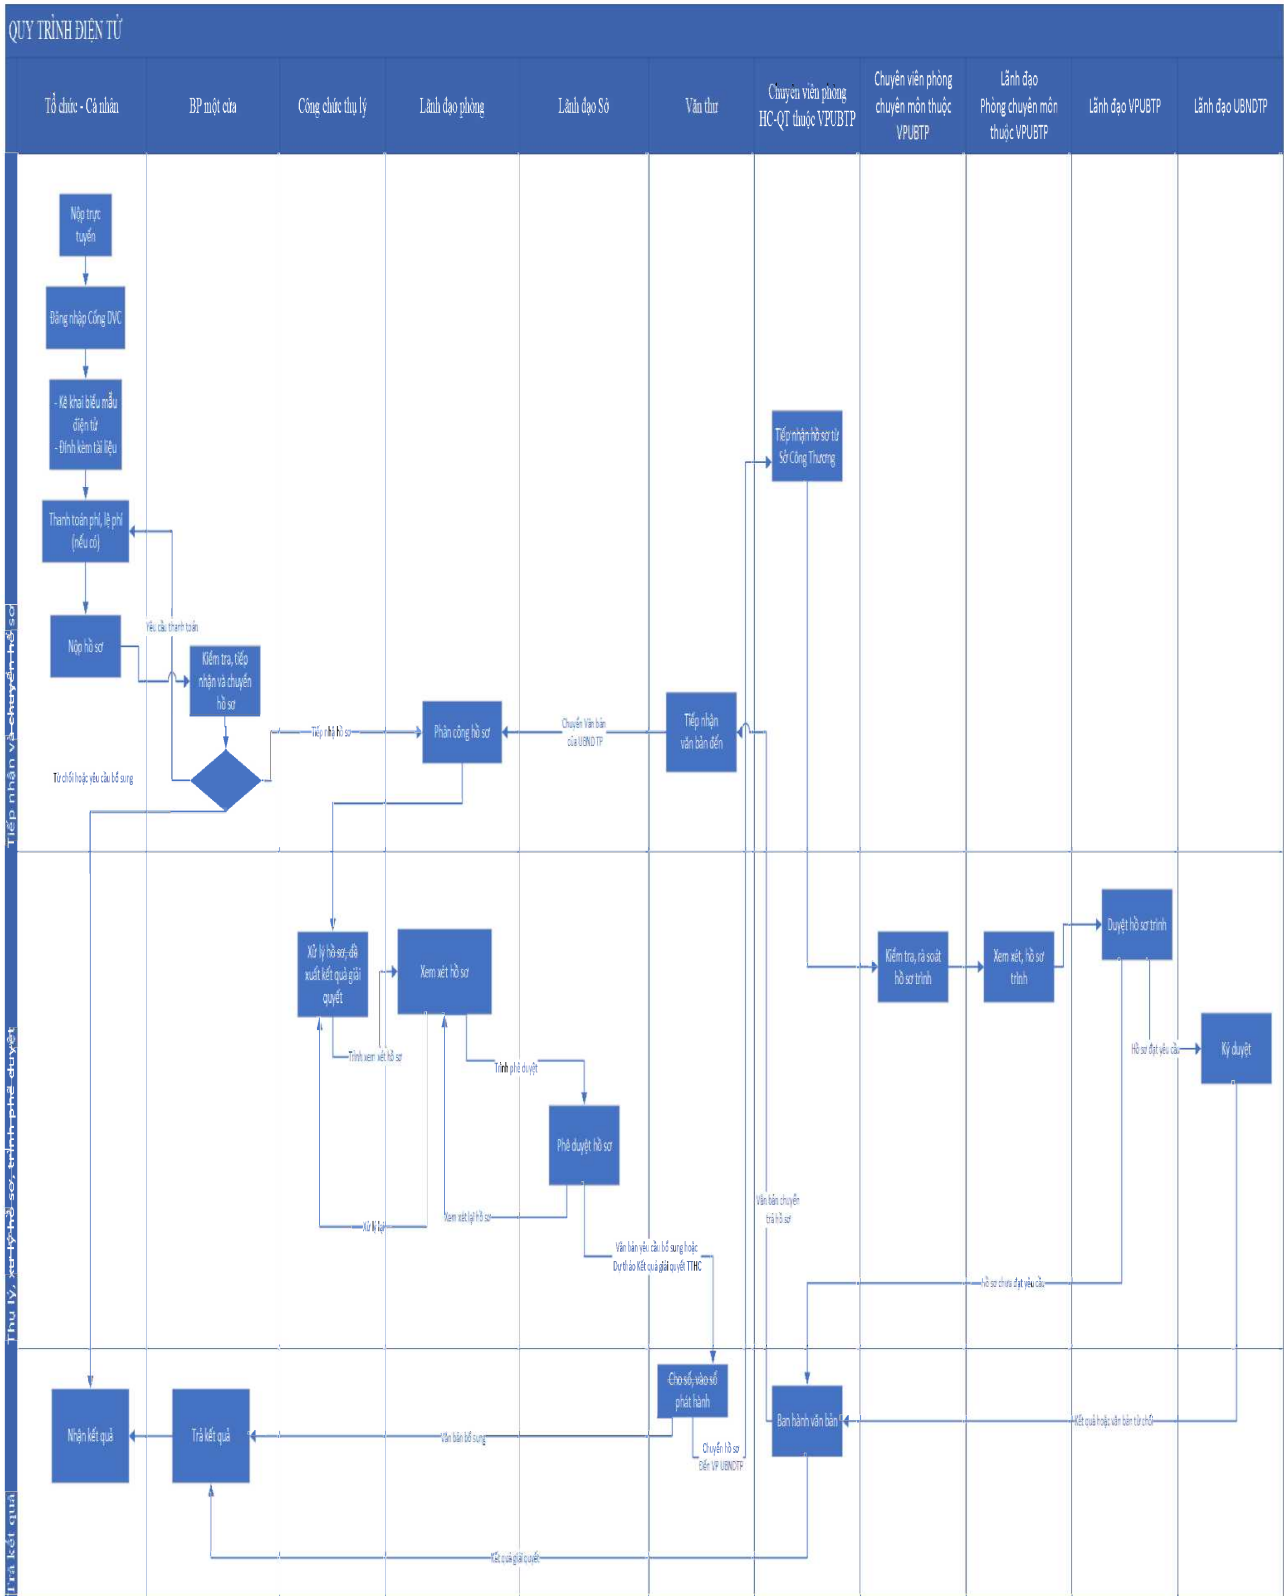 QUY TRÌNH ĐIỆN TỬ
Tổ chức - Cá nhân
BP một cửa
Công chức thụ lý
Lãnh đạo phòng
Lãnh đạo Sở
Văn thư
Chuyên viên phòng
HC-QT thuộc VPUBTP
Chuyên viên phòng
chuyên môn thuộc
VPUBTP
Lãnh đạo
Phòng chuyên môn
thuộc VPUBTP
Lãnh đạo VPUBTP
Lãnh đạo UBNDTP
Tiếp nhận và chuyển hồ sơ
Nộp trực
tuyến
Đăng nhập Cổng DVC
- Kê khai biểu mẫu
điện tử
- Đính kèm tài liệu
Thanh toán phí, lệ phí
(nếu có)
Nộp hồ sơ
Yêu cầu thanh toán
Kiểm tra, tiếp
nhận và chuyển
hồ sơ
Từ chối hoặc yêu cầu bổ sung
Tiếp nhậ hồ sơ
Phân công hồ sơ
Chuyển Văn bản
của UBND TP
Tiếp nhận
văn bản đến
Tiếp nhận hồ sơ từ
Sở Công Thương
Thụ lý, xử lý hồ sơ, trình phê duyệt
Xử lý hồ sơ, đề
xuất kết quả giải
quyết
Trình xem xét hồ sơ
Xem xét hồ sơ
Trình phê duyệt
Phê duyệt hồ sơ
Xem xét lại hồ sơ
Xử lý lại
Văn bản yêu cầu bổ sung hoặc
Dự thảo Kết quả giải quyết TTHC
Văn bản chuyển
trả hồ sơ
Kiểm tra, rà soát
hồ sơ trình
Xem xét, hồ sơ
trình
Duyệt hồ sơ trình
Hồ sơ đạt yêu cầu
Ký duyệt
Hồ sơ chưa đạt yêu cầu
Trả kết quả
Nhận kết quả
Trả kết quả
Văn bản bổ sung
Cho số, vào sổ
phát hành
Chuyển hồ sơ
Đến VP UBNDTP
Ban hành văn bản
Kết quả hoặc văn bản từ chối
Kết quả giải quyết